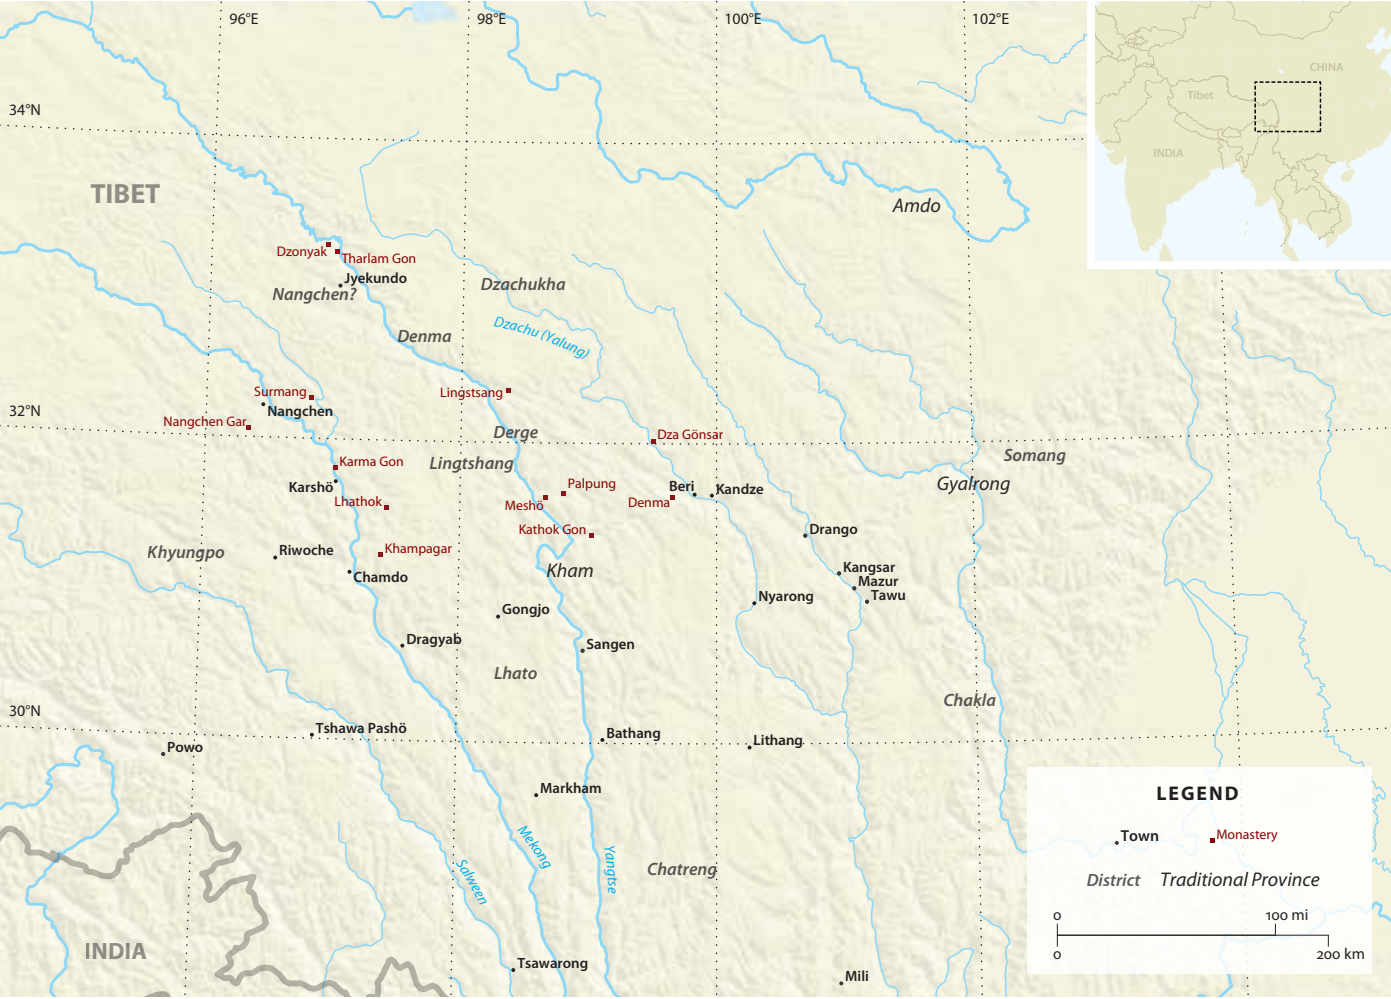 96°E
98°E
100°E
102°E
CHINA
Tibet
INDIA
34°N
TIBET
Amdo
Dzonyak
Tharlam Gon
Jyekundo
Nangchen?
Dzachukha
Denma
Dzachu (Yalung)
Surmang
Lingstsang
Nangchen
32°N
Nangchen Gar
Derge
Dza Gönsar
Karma Gon
Lingtshang
Somang
Karshö
Palpung
Beri
Kandze
Gyalrong
Lhathok
Meshö
Denma
Kathok Gon
Drango
Khyungpo
Riwoche
Khampagar
Chamdo
Kham
Kangsar
Mazur
Tawu
Nyarong
Gongjo
Dragyab
Sangen
Lhato
Chakla
30°N
Tshawa Pashö
Bathang
Lithang
Powo
Markham
Mekong
Salween
Yangtse
Chatreng
INDIA
Tsawarong
Mili
LEGEND
Town
Monastery
District
Traditional Province
0
100 mi
0
200 km